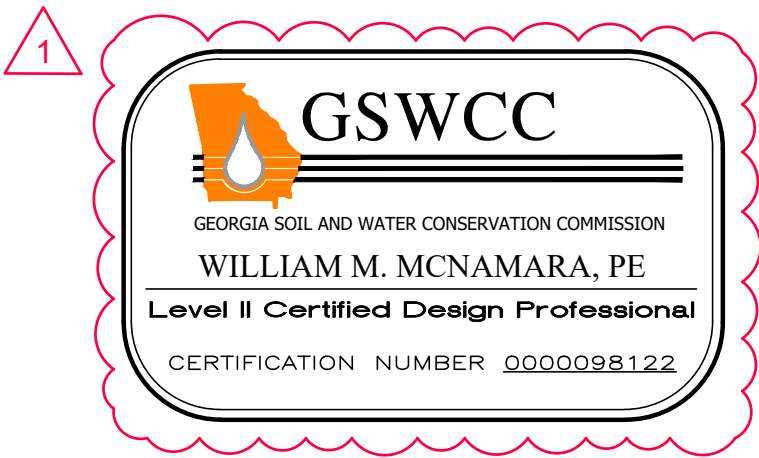 1
GSWCC
GEORGIA SOIL AND WATER CONSERVATION COMMISSION
WILLIAM M. MCNAMARA, PE
Level II Certified Design Professional
CERTIFICATION NUMBER 0000098122